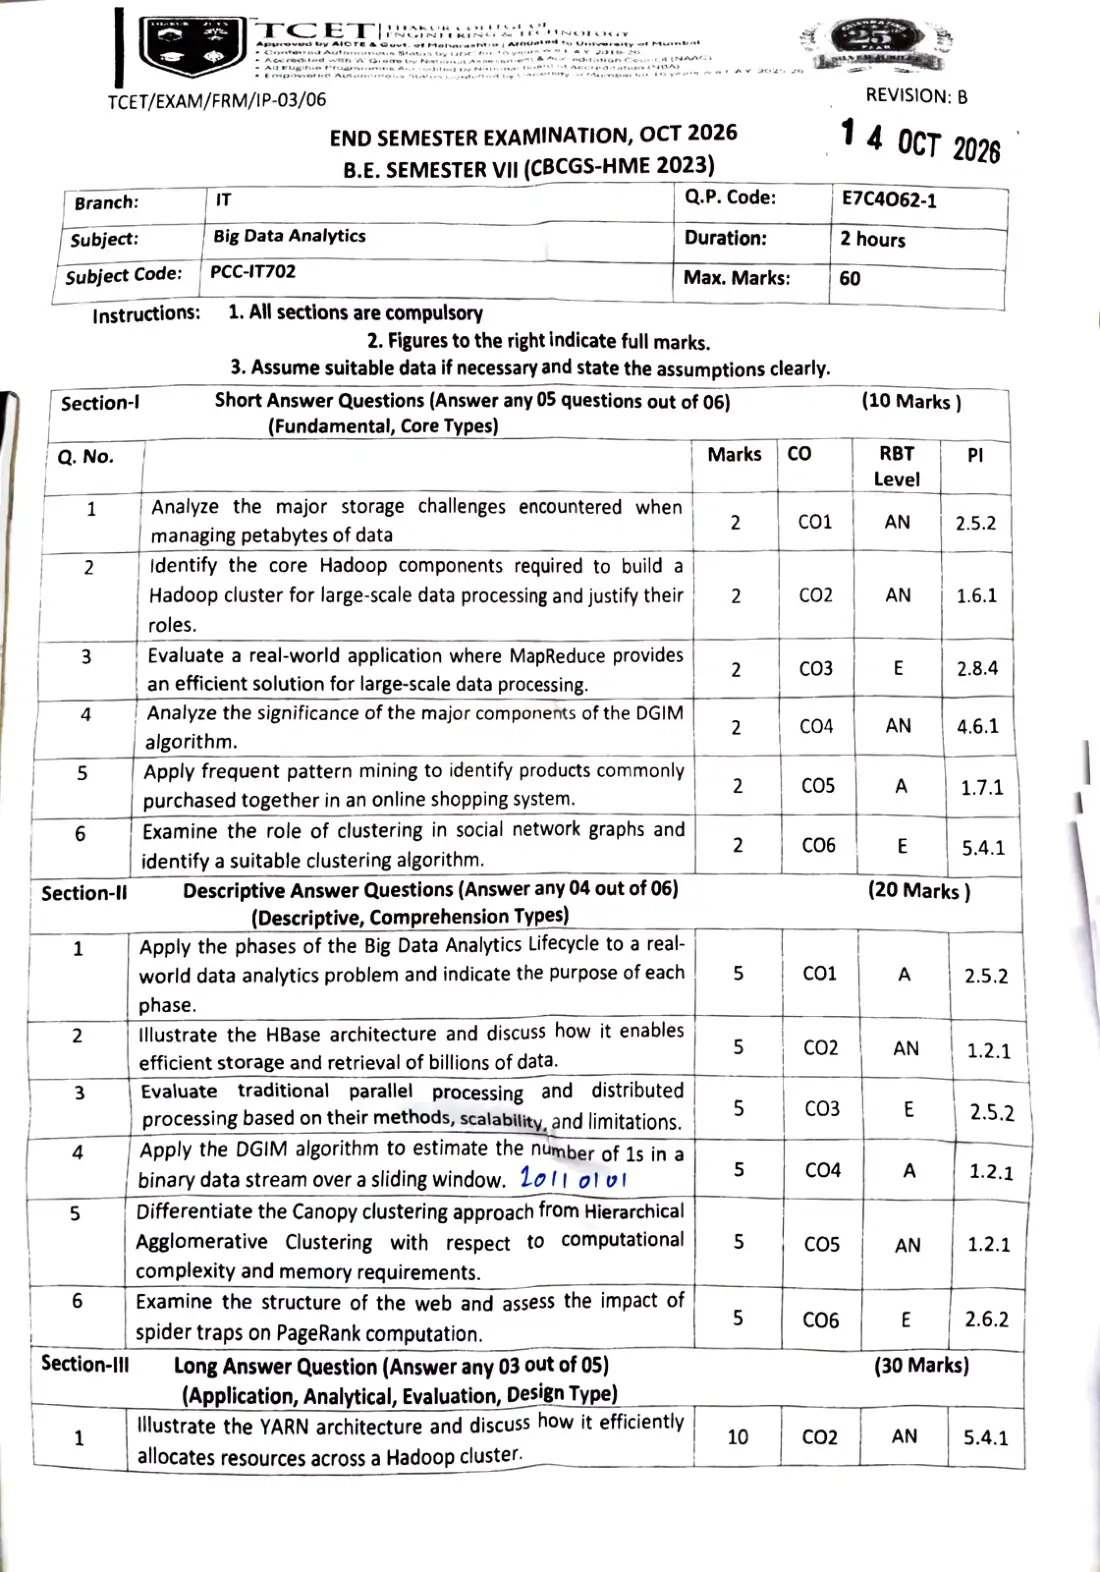 TCET
THAKUR COLLEGE OF
ENGINEERING & TECHNOLOGY
Approved by AICTE & Govt. of Maharashtra | Affiliated to University of Mumbai
25
TCET/EXAM/FRM/IP-03/06
REVISION: B
END SEMESTER EXAMINATION, OCT 2026
14 OCT 2026
B.E. SEMESTER VII (CBCGS-HME 2023)
Branch: IT Q.P. Code: E7C4O62-1
Subject: Big Data Analytics Duration: 2 hours
Subject Code: PCC-IT702 Max. Marks: 60
Instructions: 1. All sections are compulsory
2. Figures to the right indicate full marks.
3. Assume suitable data if necessary and state the assumptions clearly.
Section-I Short Answer Questions (Answer any 05 questions out of 06) (10 Marks )
(Fundamental, Core Types)
Q. No. Marks CO RBT Level PI
1 Analyze the major storage challenges encountered when
managing petabytes of data 2 CO1 AN 2.5.2
2 Identify the core Hadoop components required to build a
Hadoop cluster for large-scale data processing and justify their 2 CO2 AN 1.6.1
roles.
3 Evaluate a real-world application where MapReduce provides
an efficient solution for large-scale data processing. 2 CO3 E 2.8.4
4 Analyze the significance of the major components of the DGIM
algorithm. 2 CO4 AN 4.6.1
5 Apply frequent pattern mining to identify products commonly
purchased together in an online shopping system. 2 CO5 A 1.7.1
6 Examine the role of clustering in social network graphs and
identify a suitable clustering algorithm. 2 CO6 E 5.4.1
Section-II Descriptive Answer Questions (Answer any 04 out of 06) (20 Marks )
(Descriptive, Comprehension Types)
1 Apply the phases of the Big Data Analytics Lifecycle to a real-
world data analytics problem and indicate the purpose of each 5 CO1 A 2.5.2
phase.
2 Illustrate the HBase architecture and discuss how it enables
efficient storage and retrieval of billions of data. 5 CO2 AN 1.2.1
3 Evaluate traditional parallel processing and distributed
processing based on their methods, scalability, and limitations. 5 CO3 E 2.5.2
4 Apply the DGIM algorithm to estimate the number of 1s in a
binary data stream over a sliding window. 1011 0101 5 CO4 A 1.2.1
5 Differentiate the Canopy clustering approach from Hierarchical
Agglomerative Clustering with respect to computational 5 CO5 AN 1.2.1
complexity and memory requirements.
6 Examine the structure of the web and assess the impact of
spider traps on PageRank computation. 5 CO6 E 2.6.2
Section-III Long Answer Question (Answer any 03 out of 05) (30 Marks)
(Application, Analytical, Evaluation, Design Type)
1 Illustrate the YARN architecture and discuss how it efficiently
allocates resources across a Hadoop cluster. 10 CO2 AN 5.4.1